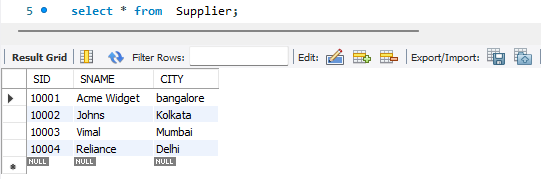 5 select * from Supplier;
Result Grid Filter Rows: Edit: Export/Import:
SID SNAME CITY
10001 Acme Widget bangalore
10002 Johns Kolkata
10003 Vimal Mumbai
10004 Reliance Delhi
NULL NULL NULL